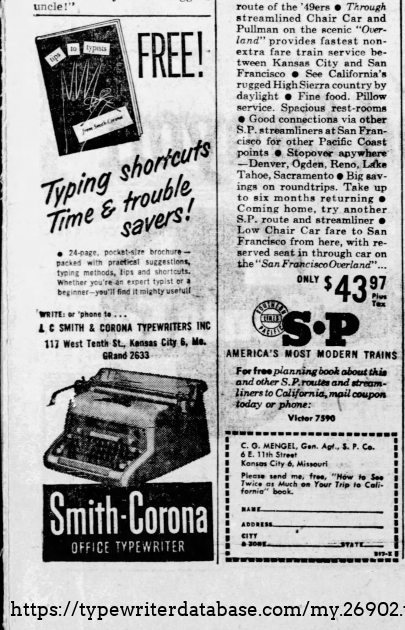 uncle!"
tips to typists
from Smith-Corona
FREE!
Typing shortcuts
Time & trouble
savers!
● 24-page, pocket-size brochure—
packed with practical suggestions,
typing methods, tips and shortcuts.
Whether you're an expert typist or a
beginner—you'll find it mighty useful!
WRITE: or 'phone to . . .
L C SMITH & CORONA TYPEWRITERS INC
117 West Tenth St., Kansas City 6, Mo.
GRand 2633
Smith-Corona
OFFICE TYPEWRITER
route of the '49ers ● Through
streamlined Chair Car and
Pullman on the scenic "Over-
land" provides fastest non-
extra fare train service be-
tween Kansas City and San
Francisco ● See California's
rugged High Sierra country by
daylight ● Fine food. Pillow
service. Spacious rest-rooms
● Good connections via other
S.P. streamliners at San Fran-
cisco for other Pacific Coast
points ● Stopover anywhere
—Denver, Ogden, Reno, Lake
Tahoe, Sacramento ● Big sav-
ings on roundtrips. Take up
to six months returning ●
Coming home, try another
S.P. route and streamliner ●
Low Chair Car fare to San
Francisco from here, with re-
served seat in through car on
the "San Francisco Overland"...
ONLY $43.97 Plus Tax
SOUTHERN PACIFIC LINES
S·P
AMERICA'S MOST MODERN TRAINS
For free planning book about this
and other S.P. routes and stream-
liners to California, mail coupon
today or phone:
Victor 7590
C. G. MENGEL, Gen. Agt., S. P. Co.
6 E. 11th Street
Kansas City 6, Missouri
Please send me, free, "How to See
Twice as Much on Your Trip to Cali-
fornia" book.
NAME
ADDRESS
CITY
& ZONE STATE
https://typewriterdatabase.com/my.26902.